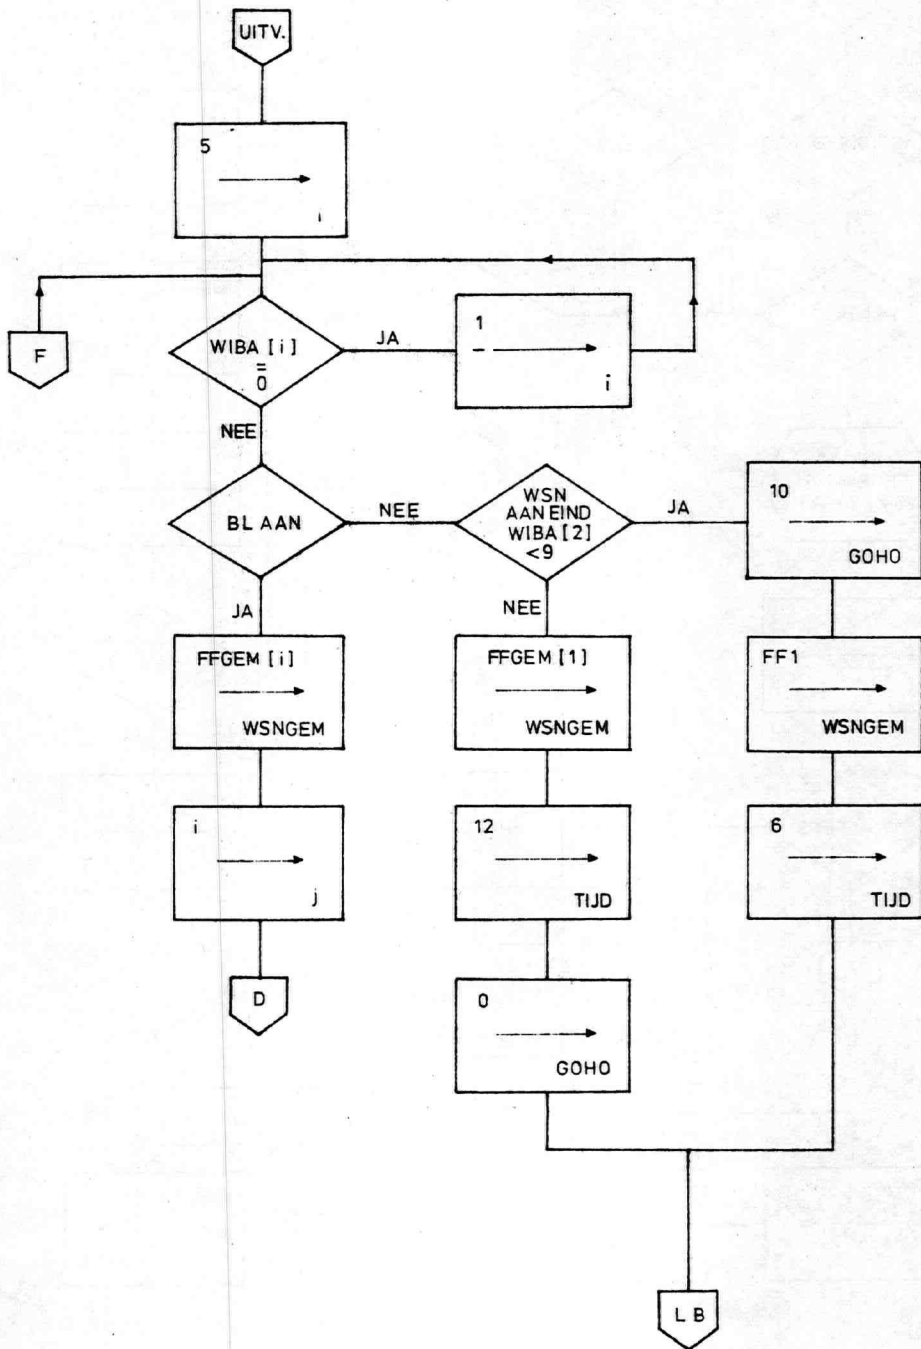 UITV.
5
i
F
WIBA [i]
=
0
JA
1
-
i
NEE
BL AAN
NEE
WSN
AAN EIND
WIBA [2]
<9
JA
10
GOHO
JA
NEE
FFGEM [i]
WSNGEM
FFGEM [1]
WSNGEM
FF1
WSNGEM
i
j
12
TIJD
6
TIJD
D
0
GOHO
LB